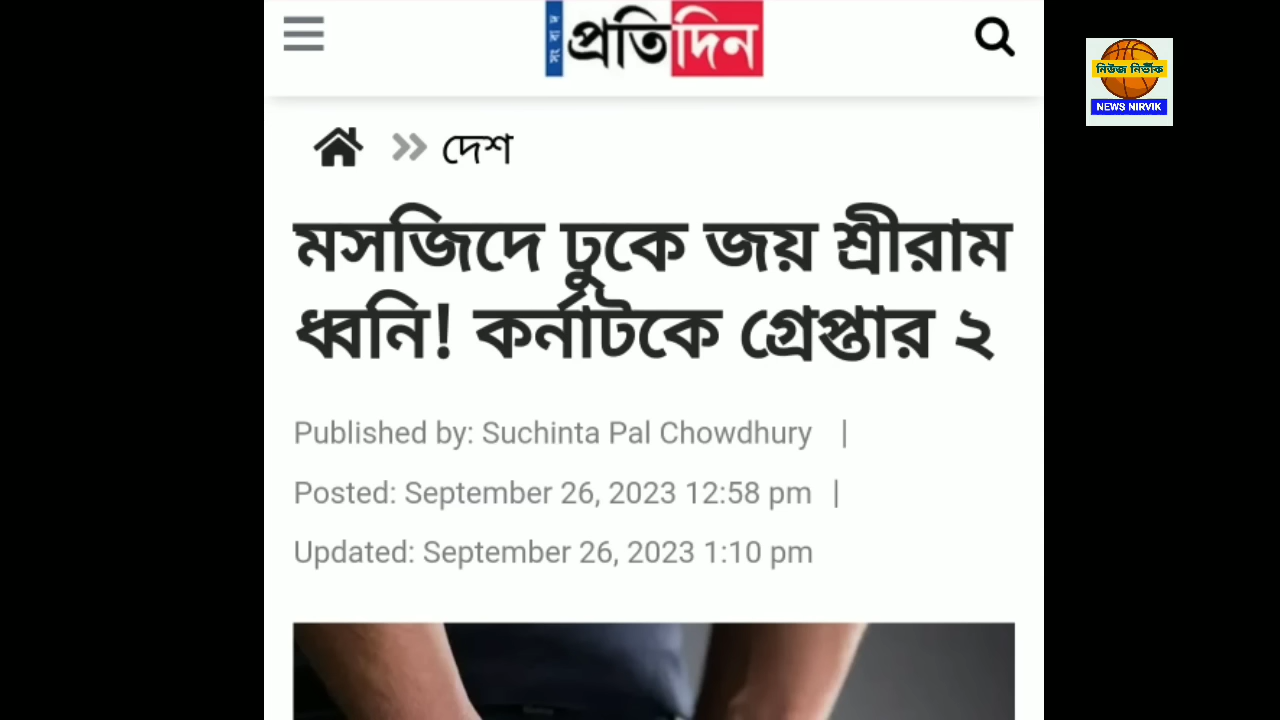 সংবাদ প্রতিদিন
নিউজ নির্ভীক
NEWS NIRVIK
দেশ
মসজিদে ঢুকে জয় শ্রীরাম
ধ্বনি! কর্নাটকে গ্রেপ্তার ২
Published by: Suchinta Pal Chowdhury |
Posted: September 26, 2023 12:58 pm |
Updated: September 26, 2023 1:10 pm